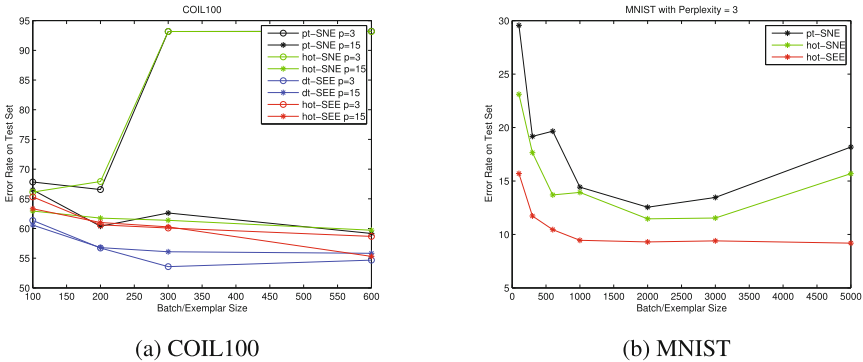 COIL100
95
90
85
80
75
70
65
60
55
50
Error Rate on Test Set
pt-SNE p=3
pt-SNE p=15
hot-SNE p=3
hot-SNE p=15
dt-SEE p=3
dt-SEE p=15
hot-SEE p=3
hot-SEE p=15
100 150 200 250 300 350 400 450 500 550 600
Batch/Exemplar Size
(a) COIL100
MNIST with Perplexity = 3
30
25
20
15
10
5
Error Rate on Test Set
pt-SNE
hot-SNE
hot-SEE
0 500 1000 1500 2000 2500 3000 3500 4000 4500 5000
Batch/Exemplar Size
(b) MNIST